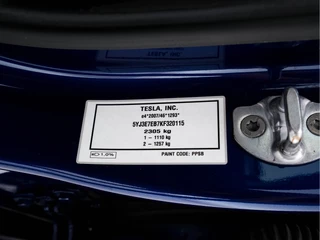 TESLA, INC.
e4*2007/46*1293*
5YJ3E7EB7KF320115
2305 kg
1 - 1110 kg
2 - 1257 kg
PAINT CODE: PPSB